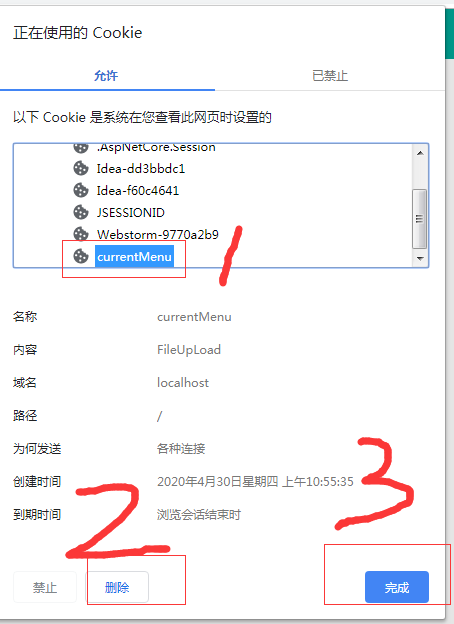 正在使用的 Cookie
允许 已禁止
以下 Cookie 是系统在您查看此网页时设置的
.AspNetCore.Session
Idea-dd3bbdc1
Idea-f60c4641
JSESSIONID
Webstorm-9770a2b9
currentMenu
1
名称 currentMenu
内容 FileUpLoad
域名 localhost
路径 /
为何发送 各种连接
创建时间 2020年4月30日星期四 上午10:55:35
3
到期时间 浏览会话结束时
2
禁止 删除 完成